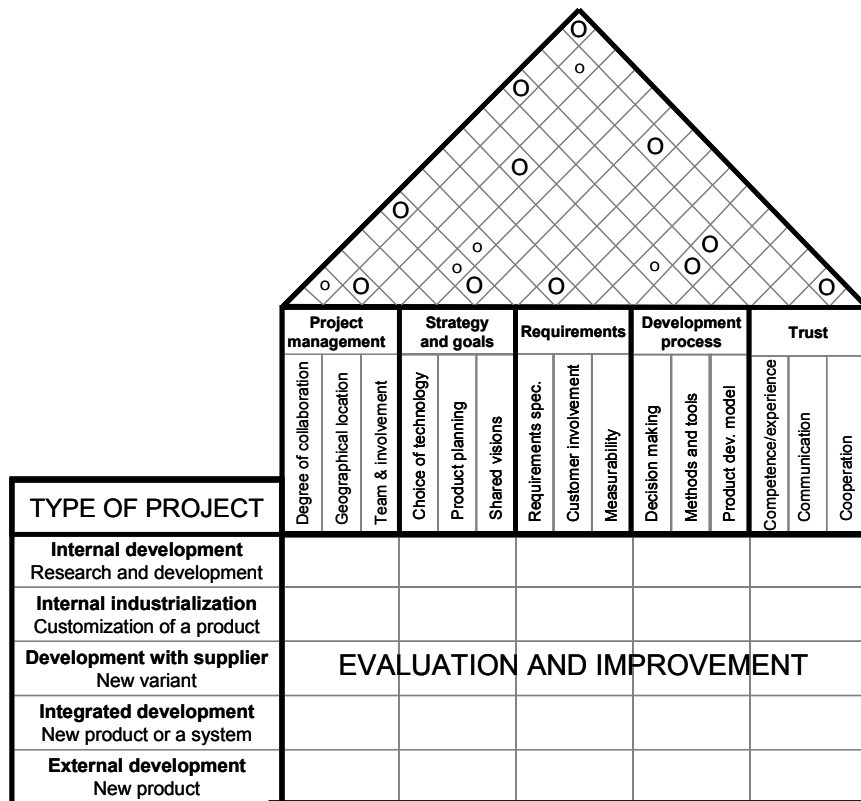 O
o
O
O
O
O
o
O
o
o
O
o
O
O
O
O
Project
management
Strategy
and goals
Requirements
Development
process
Trust
Degree of collaboration
Geographical location
Team & involvement
Choice of technology
Product planning
Shared visions
Requirements spec.
Customer involvement
Measurability
Decision making
Methods and tools
Product dev. model
Competence/experience
Communication
Cooperation
TYPE OF PROJECT
Internal development
Research and development
Internal industrialization
Customization of a product
Development with supplier
New variant
EVALUATION AND IMPROVEMENT
Integrated development
New product or a system
External development
New product